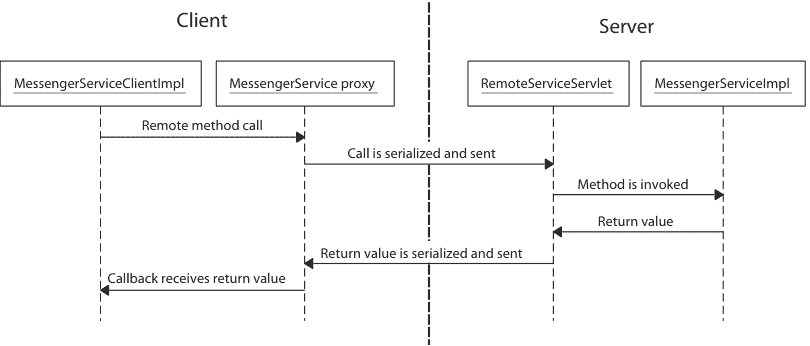 Client
Server
MessengerServiceClientImpl
MessengerService proxy
RemoteServiceServlet
MessengerServiceImpl
Remote method call
Call is serialized and sent
Method is invoked
Return value
Return value is serialized and sent
Callback receives return value